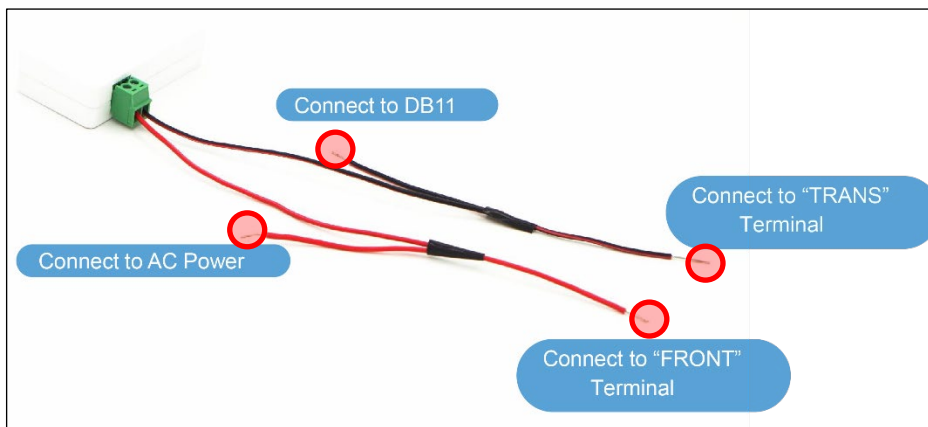 Connect to DB11
Connect to “TRANS”
Terminal
Connect to AC Power
Connect to “FRONT”
Terminal